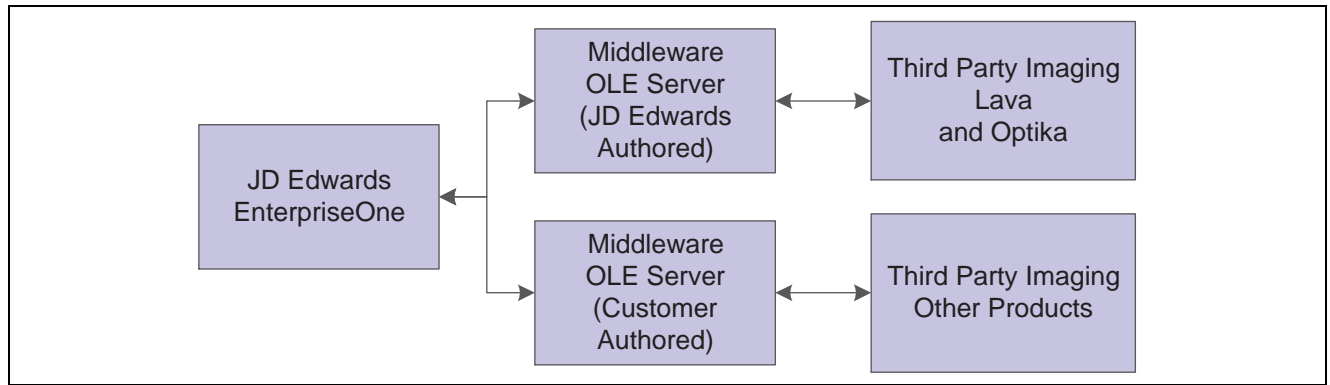 JD Edwards
EnterpriseOne
Middleware
OLE Server
(JD Edwards
Authored)
Third Party Imaging
Lava
and Optika
Middleware
OLE Server
(Customer
Authored)
Third Party Imaging
Other Products